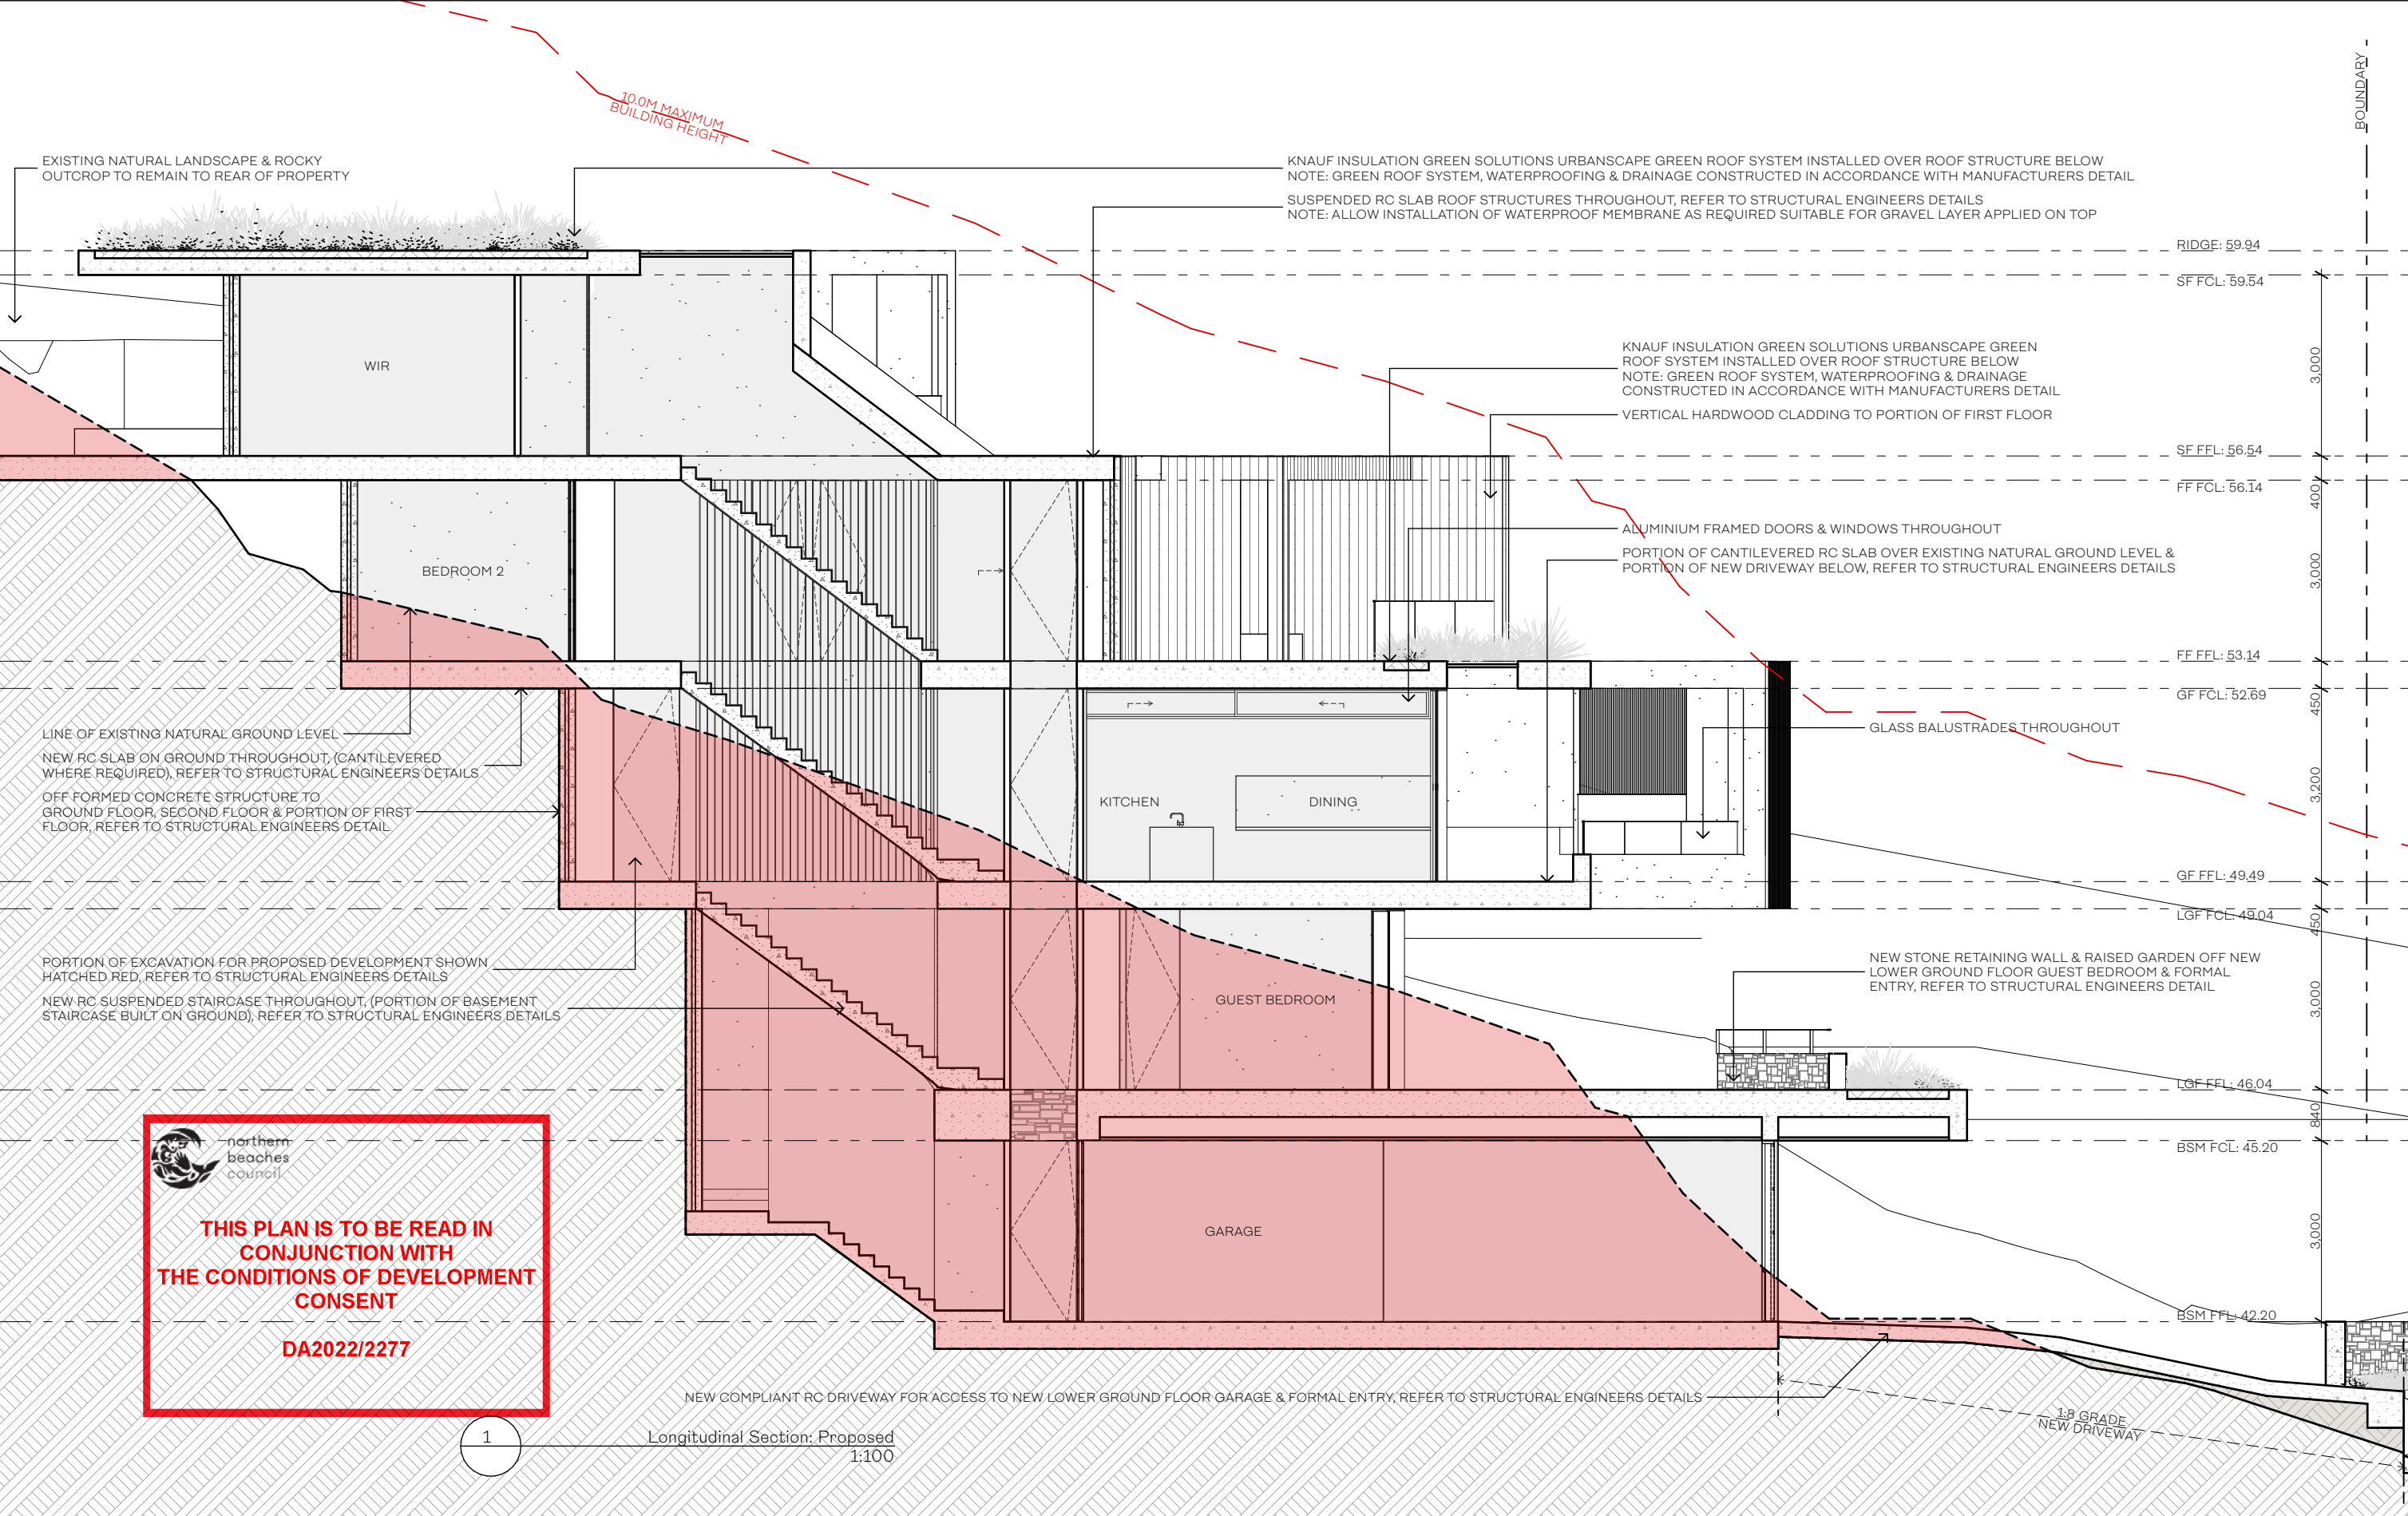 10.0M MAXIMUM
BUILDING HEIGHT
BOUNDARY
EXISTING NATURAL LANDSCAPE & ROCKY
OUTCROP TO REMAIN TO REAR OF PROPERTY
KNAUF INSULATION GREEN SOLUTIONS URBANSCAPE GREEN ROOF SYSTEM INSTALLED OVER ROOF STRUCTURE BELOW
NOTE: GREEN ROOF SYSTEM, WATERPROOFING & DRAINAGE CONSTRUCTED IN ACCORDANCE WITH MANUFACTURERS DETAIL
SUSPENDED RC SLAB ROOF STRUCTURES THROUGHOUT, REFER TO STRUCTURAL ENGINEERS DETAILS
NOTE: ALLOW INSTALLATION OF WATERPROOF MEMBRANE AS REQUIRED SUITABLE FOR GRAVEL LAYER APPLIED ON TOP
RIDGE: 59.94
SF FCL: 59.54
3,000
WIR
KNAUF INSULATION GREEN SOLUTIONS URBANSCAPE GREEN
ROOF SYSTEM INSTALLED OVER ROOF STRUCTURE BELOW
NOTE: GREEN ROOF SYSTEM, WATERPROOFING & DRAINAGE
CONSTRUCTED IN ACCORDANCE WITH MANUFACTURERS DETAIL
VERTICAL HARDWOOD CLADDING TO PORTION OF FIRST FLOOR
SF FFL: 56.54
FF FCL: 56.14
400
ALUMINIUM FRAMED DOORS & WINDOWS THROUGHOUT
PORTION OF CANTILEVERED RC SLAB OVER EXISTING NATURAL GROUND LEVEL &
PORTION OF NEW DRIVEWAY BELOW, REFER TO STRUCTURAL ENGINEERS DETAILS
BEDROOM 2
3,000
FF FFL: 53.14
GF FCL: 52.69
450
LINE OF EXISTING NATURAL GROUND LEVEL
GLASS BALUSTRADES THROUGHOUT
NEW RC SLAB ON GROUND THROUGHOUT, (CANTILEVERED
WHERE REQUIRED), REFER TO STRUCTURAL ENGINEERS DETAILS
OFF FORMED CONCRETE STRUCTURE TO
GROUND FLOOR, SECOND FLOOR & PORTION OF FIRST
FLOOR, REFER TO STRUCTURAL ENGINEERS DETAIL
KITCHEN
DINING
3,200
GF FFL: 49.49
LGF FCL: 49.04
450
PORTION OF EXCAVATION FOR PROPOSED DEVELOPMENT SHOWN
HATCHED RED, REFER TO STRUCTURAL ENGINEERS DETAILS
NEW RC SUSPENDED STAIRCASE THROUGHOUT, (PORTION OF BASEMENT
STAIRCASE BUILT ON GROUND), REFER TO STRUCTURAL ENGINEERS DETAILS
GUEST BEDROOM
NEW STONE RETAINING WALL & RAISED GARDEN OFF NEW
LOWER GROUND FLOOR GUEST BEDROOM & FORMAL
ENTRY, REFER TO STRUCTURAL ENGINEERS DETAIL
3,000
LGF FFL: 46.04
840
BSM FCL: 45.20
northern
beaches
council
THIS PLAN IS TO BE READ IN
CONJUNCTION WITH
THE CONDITIONS OF DEVELOPMENT
CONSENT
DA2022/2277
GARAGE
3,000
BSM FFL: 42.20
NEW COMPLIANT RC DRIVEWAY FOR ACCESS TO NEW LOWER GROUND FLOOR GARAGE & FORMAL ENTRY, REFER TO STRUCTURAL ENGINEERS DETAILS
1:8 GRADE
NEW DRIVEWAY
1
Longitudinal Section: Proposed
1:100